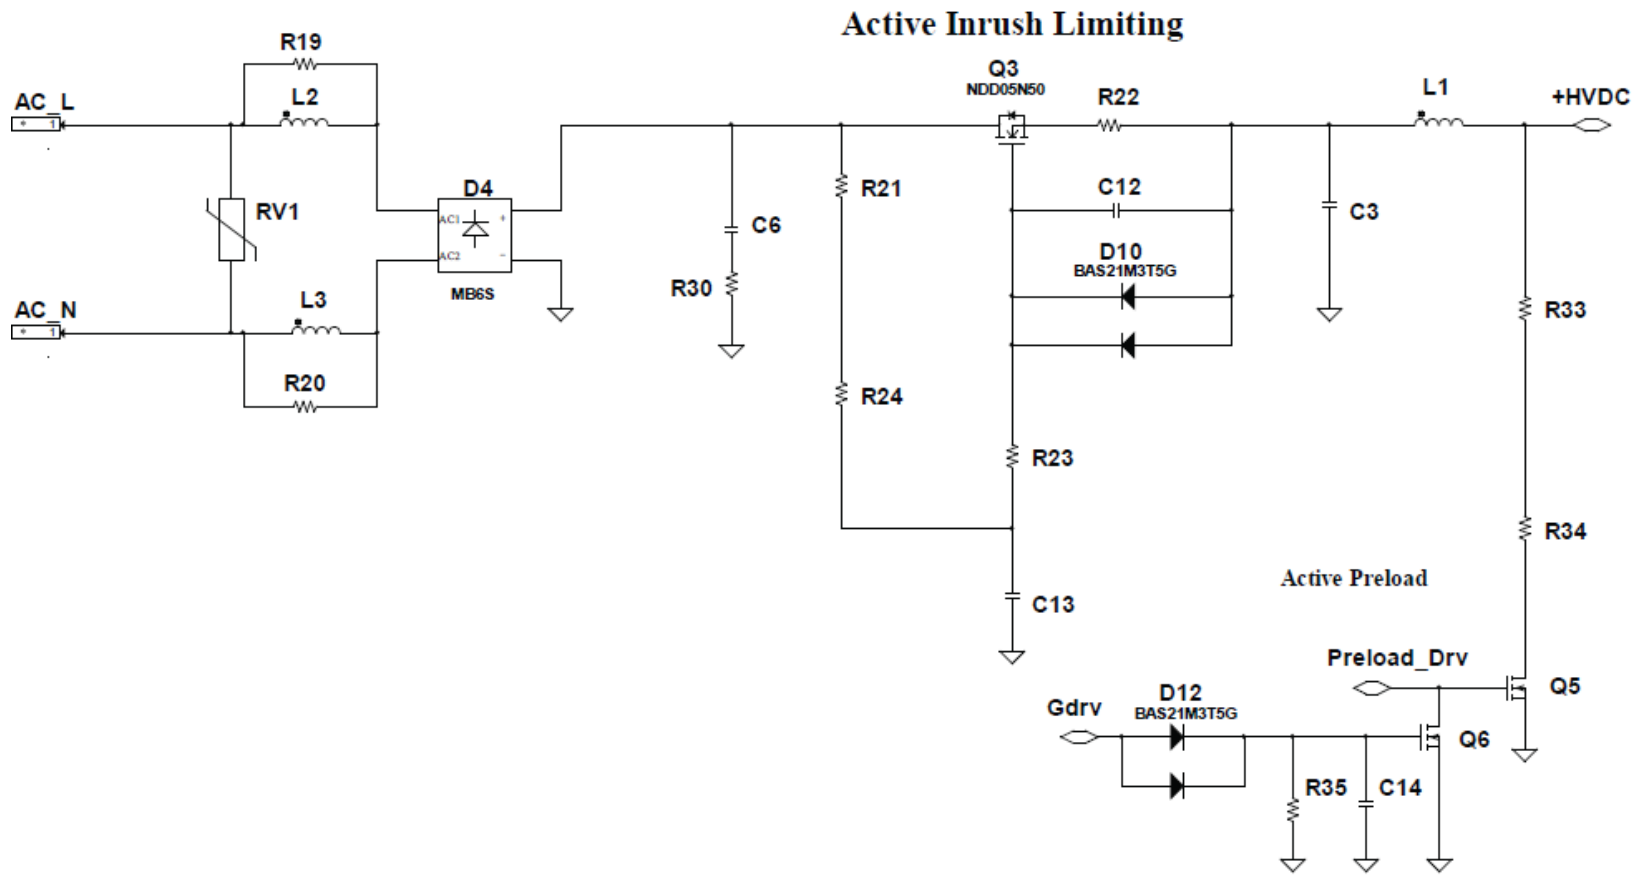 Active Inrush Limiting
R19
L2
AC_L
* 1
RV1
D4
AC1 +
AC2 -
MB6S
L3
AC_N
* 1
R20
C6
R30
R21
R24
Q3
NDD05N50
R22
C12
D10
BAS21M3T5G
R23
C13
C3
L1
+HVDC
R33
R34
Active Preload
Preload_Drv
Q5
Gdrv
D12
BAS21M3T5G
Q6
R35
C14